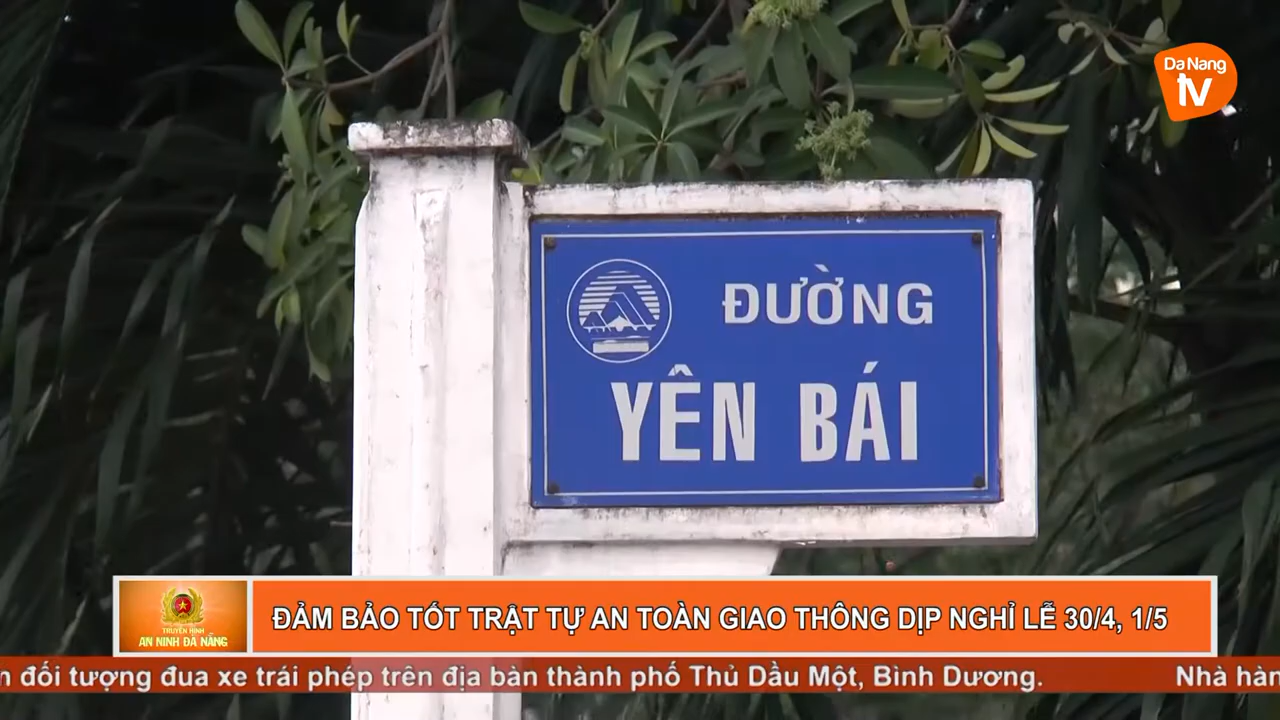 Da Nang
tv
ĐƯỜNG
YÊN BÁI
TRUYỀN HÌNH
AN NINH ĐÀ NẴNG
ĐẢM BẢO TỐT TRẬT TỰ AN TOÀN GIAO THÔNG DỊP NGHỈ LỄ 30/4, 1/5
đối tượng đua xe trái phép trên địa bàn thành phố Thủ Dầu Một, Bình Dương. Nhà